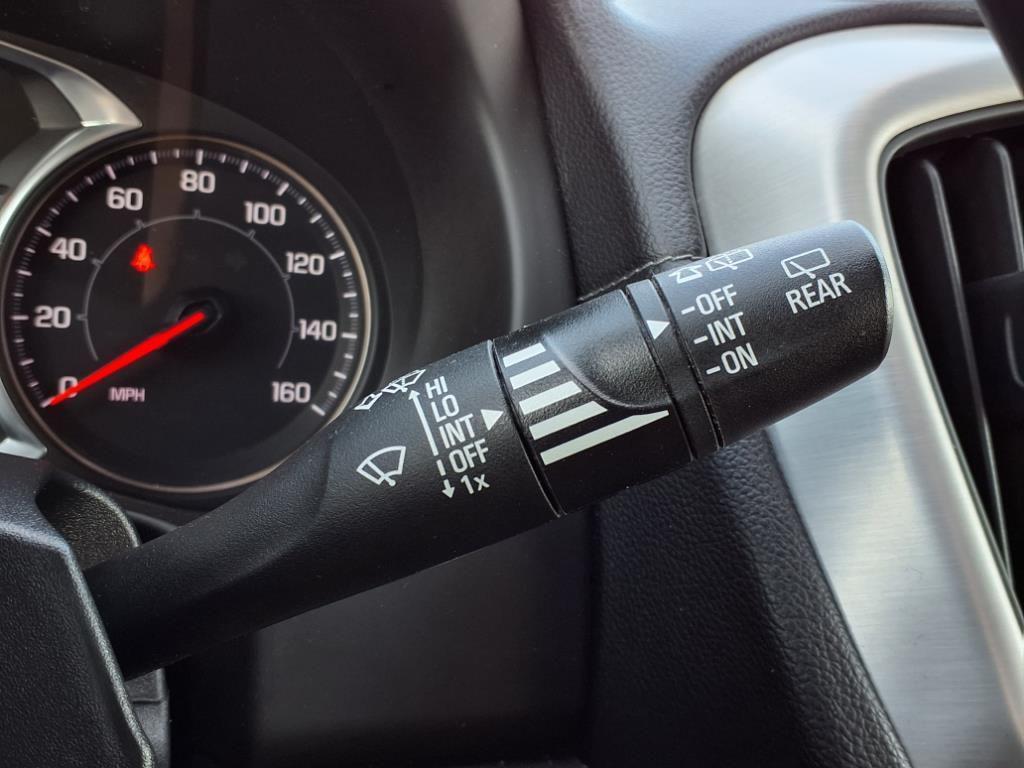 0
20
40
60
80
100
120
140
160
MPH
HI
LO
INT
OFF
1x
-OFF
-INT
-ON
REAR